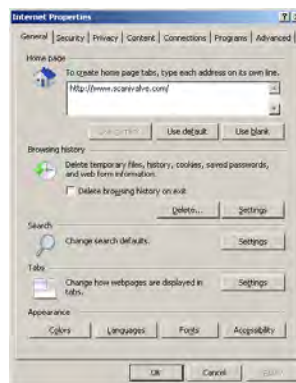 Internet Properties
General Security Privacy Content Connections Programs Advanced
Home page
To create home page tabs, type each address on its own line.
http://www.scanivalve.com/
Use current Use default Use blank
Browsing history
Delete temporary files, history, cookies, saved passwords,
and web form information.
Delete browsing history on exit
Delete... Settings
Search
Change search defaults. Settings
Tabs
Change how webpages are displayed in
tabs. Settings
Appearance
Colors Languages Fonts Accessibility
OK Cancel Apply